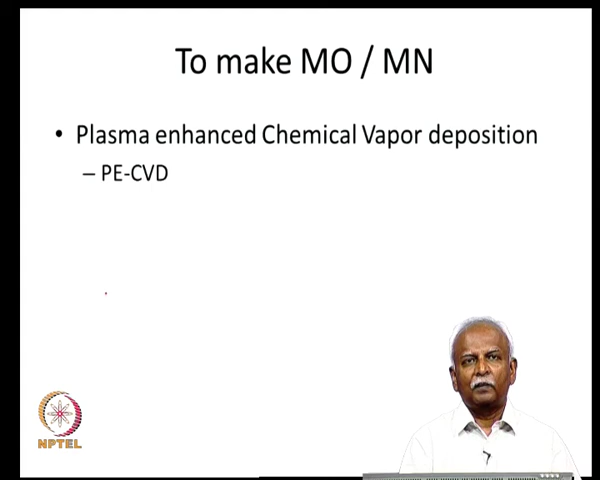 To make MO / MN
• Plasma enhanced Chemical Vapor deposition
– PE-CVD
NPTEL